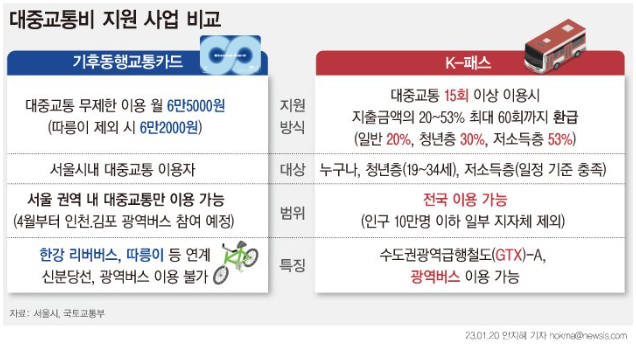 대중교통비 지원 사업 비교
기후동행교통카드
K-패스
대중교통 무제한 이용 월 6만5000원
(따릉이 제외 시 6만2000원)
지원
방식
대중교통 15회 이상 이용시
지출금액의 20~53% 최대 60회까지 환급
(일반 20%, 청년층 30%, 저소득층 53%)
서울시내 대중교통 이용자
대상
누구나, 청년층(19~34세), 저소득층(일정 기준 충족)
서울 권역 내 대중교통만 이용 가능
(4월부터 인천.김포 광역버스 참여 예정)
범위
전국 이용 가능
(인구 10만명 이하 일부 지자체 제외)
한강 리버버스, 따릉이 등 연계
신분당선, 광역버스 이용 불가
특징
수도권광역급행철도(GTX)-A,
광역버스 이용 가능
자료: 서울시, 국토교통부
23.01.20 안지혜 기자 hokma@newsis.com